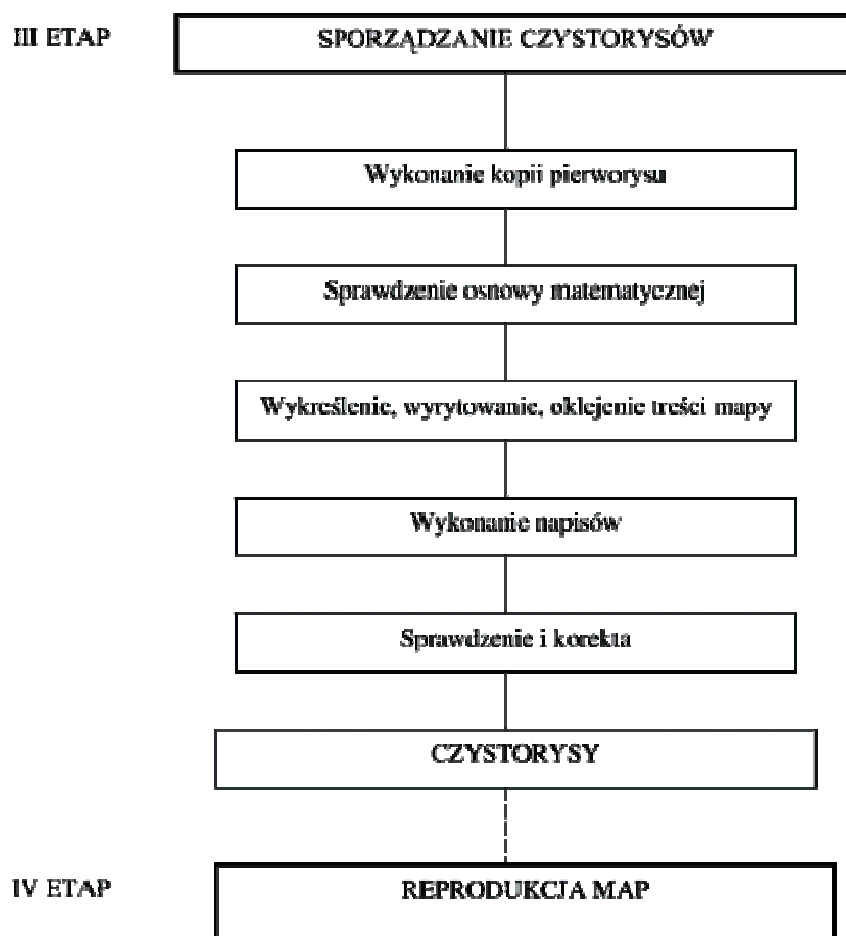 III ETAP
SPORZĄDZANIE CZYSTORYSÓW
Wykonanie kopii pierworysu
Sprawdzenie osnowy matematycznej
Wykreślenie, wyrytowanie, oklejenie treści mapy
Wykonanie napisów
Sprawdzenie i korekta
CZYSTORYSY
IV ETAP
REPRODUKCJA MAP